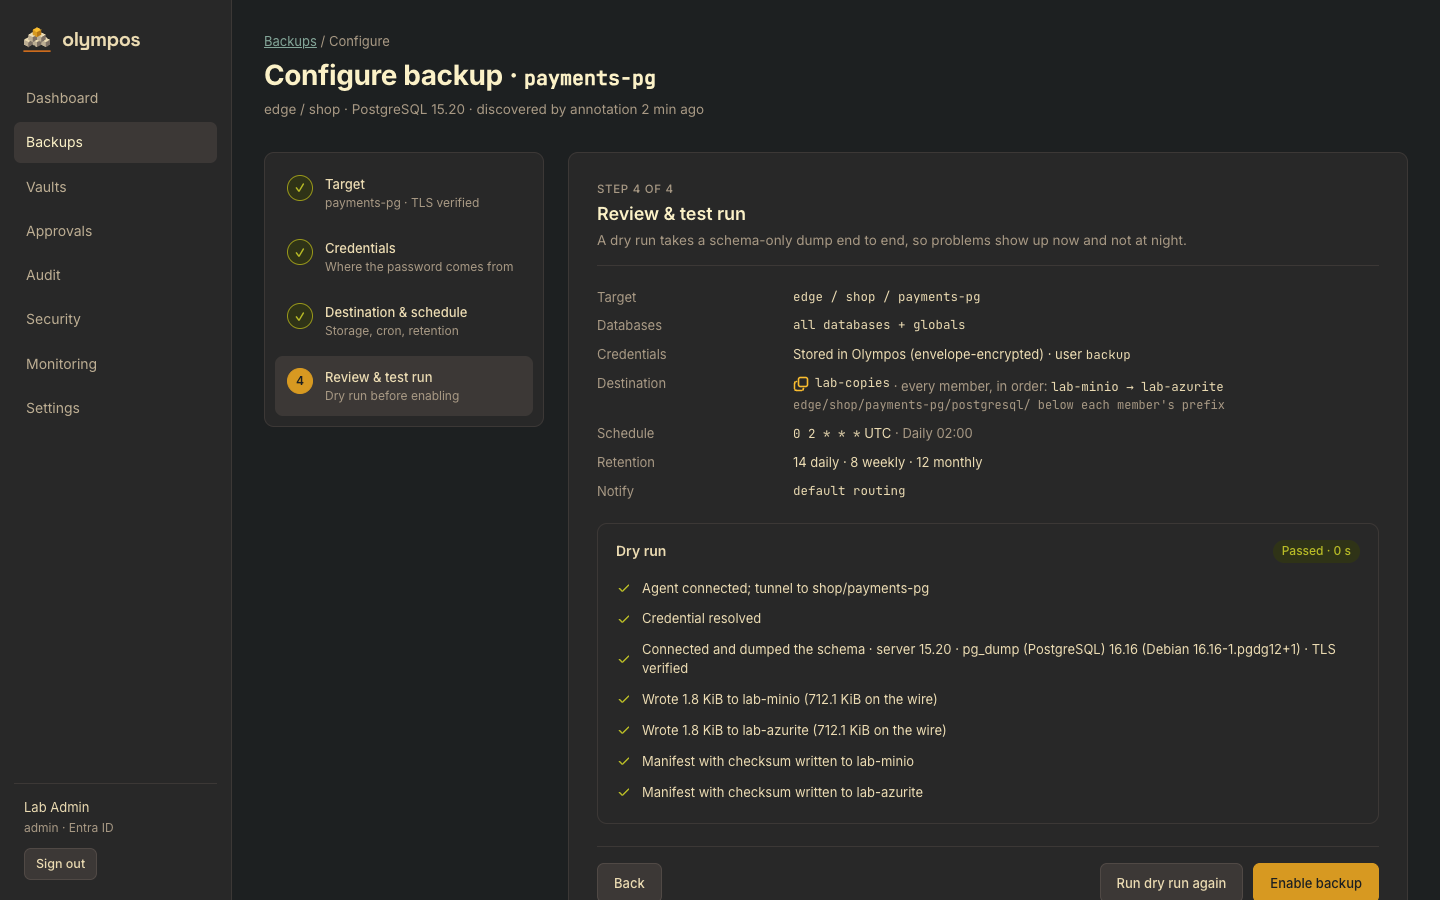 olympos
Dashboard
Backups
Vaults
Approvals
Audit
Security
Monitoring
Settings
Lab Admin
admin · Entra ID
Sign out
Backups / Configure
Configure backup · payments-pg
edge / shop · PostgreSQL 15.20 · discovered by annotation 2 min ago
Target
payments-pg · TLS verified
Credentials
Where the password comes from
Destination & schedule
Storage, cron, retention
4
Review & test run
Dry run before enabling
STEP 4 OF 4
Review & test run
A dry run takes a schema-only dump end to end, so problems show up now and not at night.
Target edge / shop / payments-pg
Databases all databases + globals
Credentials Stored in Olympos (envelope-encrypted) · user backup
Destination lab-copies · every member, in order: lab-minio → lab-azurite
edge/shop/payments-pg/postgresql/ below each member's prefix
Schedule 0 2 * * * UTC · Daily 02:00
Retention 14 daily · 8 weekly · 12 monthly
Notify default routing
Dry run Passed · 0 s
Agent connected; tunnel to shop/payments-pg
Credential resolved
Connected and dumped the schema · server 15.20 · pg_dump (PostgreSQL) 16.16 (Debian 16.16-1.pgdg12+1) · TLS
verified
Wrote 1.8 KiB to lab-minio (712.1 KiB on the wire)
Wrote 1.8 KiB to lab-azurite (712.1 KiB on the wire)
Manifest with checksum written to lab-minio
Manifest with checksum written to lab-azurite
Back Run dry run again Enable backup